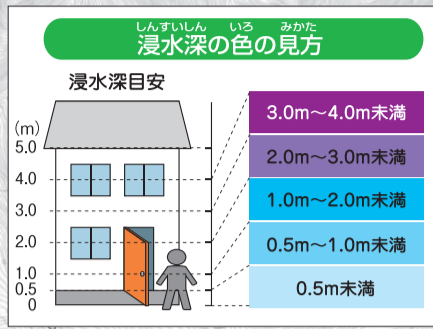 しんすいしん いろ みかた
浸水深の色の見方
浸水深目安
(m)
5.0
4.0
3.0
2.0
1.0
0.5
0
3.0m～4.0m未満
2.0m～3.0m未満
1.0m～2.0m未満
0.5m～1.0m未満
0.5m未満